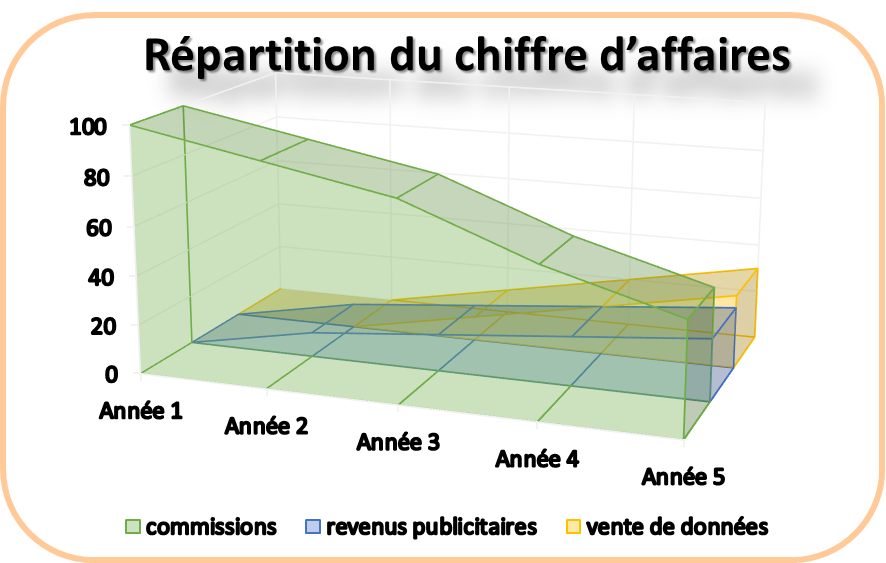 Répartition du chiffre d’affaires
100
80
60
40
20
0
Année 1
Année 2
Année 3
Année 4
Année 5
commissions
revenus publicitaires
vente de données